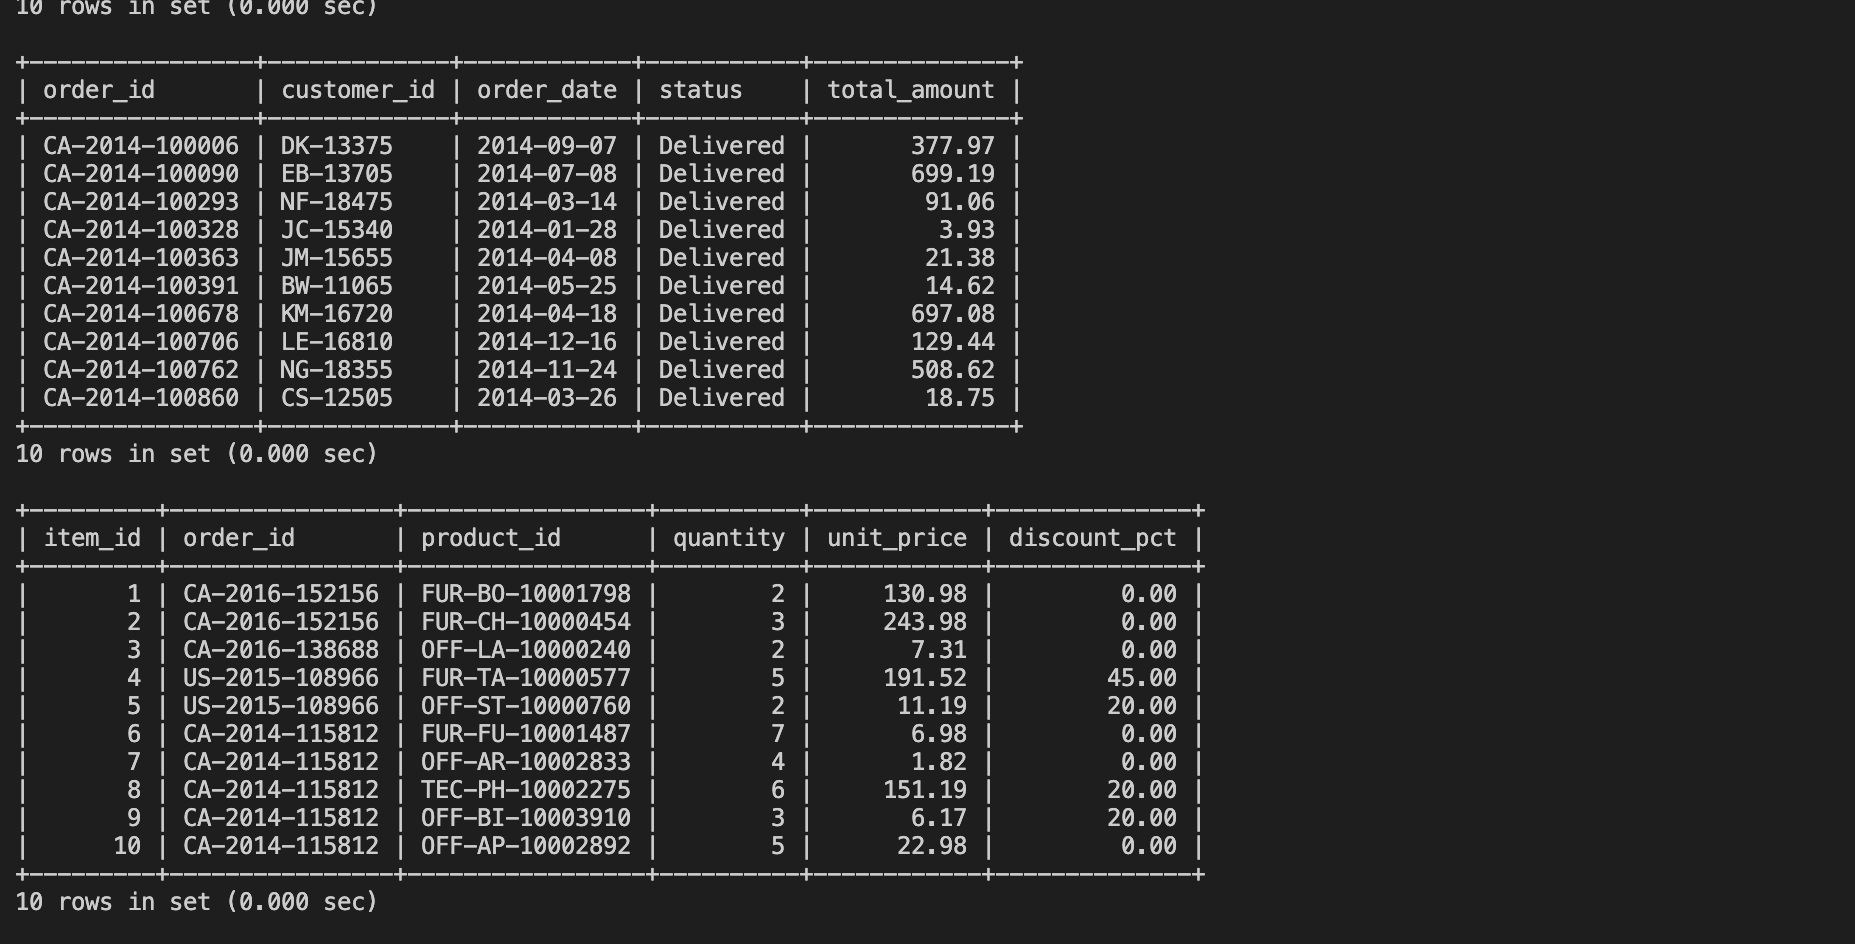 10 rows in set (0.000 sec)
+----------------+-------------+------------+-----------+--------------+
| order_id       | customer_id | order_date | status    | total_amount |
+----------------+-------------+------------+-----------+--------------+
| CA-2014-100006 | DK-13375    | 2014-09-07 | Delivered |       377.97 |
| CA-2014-100090 | EB-13705    | 2014-07-08 | Delivered |       699.19 |
| CA-2014-100293 | NF-18475    | 2014-03-14 | Delivered |        91.06 |
| CA-2014-100328 | JC-15340    | 2014-01-28 | Delivered |         3.93 |
| CA-2014-100363 | JM-15655    | 2014-04-08 | Delivered |        21.38 |
| CA-2014-100391 | BW-11065    | 2014-05-25 | Delivered |        14.62 |
| CA-2014-100678 | KM-16720    | 2014-04-18 | Delivered |       697.08 |
| CA-2014-100706 | LE-16810    | 2014-12-16 | Delivered |       129.44 |
| CA-2014-100762 | NG-18355    | 2014-11-24 | Delivered |       508.62 |
| CA-2014-100860 | CS-12505    | 2014-03-26 | Delivered |        18.75 |
+----------------+-------------+------------+-----------+--------------+
10 rows in set (0.000 sec)
+---------+----------------+-----------------+----------+------------+--------------+
| item_id | order_id       | product_id      | quantity | unit_price | discount_pct |
+---------+----------------+-----------------+----------+------------+--------------+
|       1 | CA-2016-152156 | FUR-BO-10001798 |        2 |     130.98 |         0.00 |
|       2 | CA-2016-152156 | FUR-CH-10000454 |        3 |     243.98 |         0.00 |
|       3 | CA-2016-138688 | OFF-LA-10000240 |        2 |       7.31 |         0.00 |
|       4 | US-2015-108966 | FUR-TA-10000577 |        5 |     191.52 |        45.00 |
|       5 | US-2015-108966 | OFF-ST-10000760 |        2 |      11.19 |        20.00 |
|       6 | CA-2014-115812 | FUR-FU-10001487 |        7 |       6.98 |         0.00 |
|       7 | CA-2014-115812 | OFF-AR-10002833 |        4 |       1.82 |         0.00 |
|       8 | CA-2014-115812 | TEC-PH-10002275 |        6 |     151.19 |        20.00 |
|       9 | CA-2014-115812 | OFF-BI-10003910 |        3 |       6.17 |        20.00 |
|      10 | CA-2014-115812 | OFF-AP-10002892 |        5 |      22.98 |         0.00 |
+---------+----------------+-----------------+----------+------------+--------------+
10 rows in set (0.000 sec)